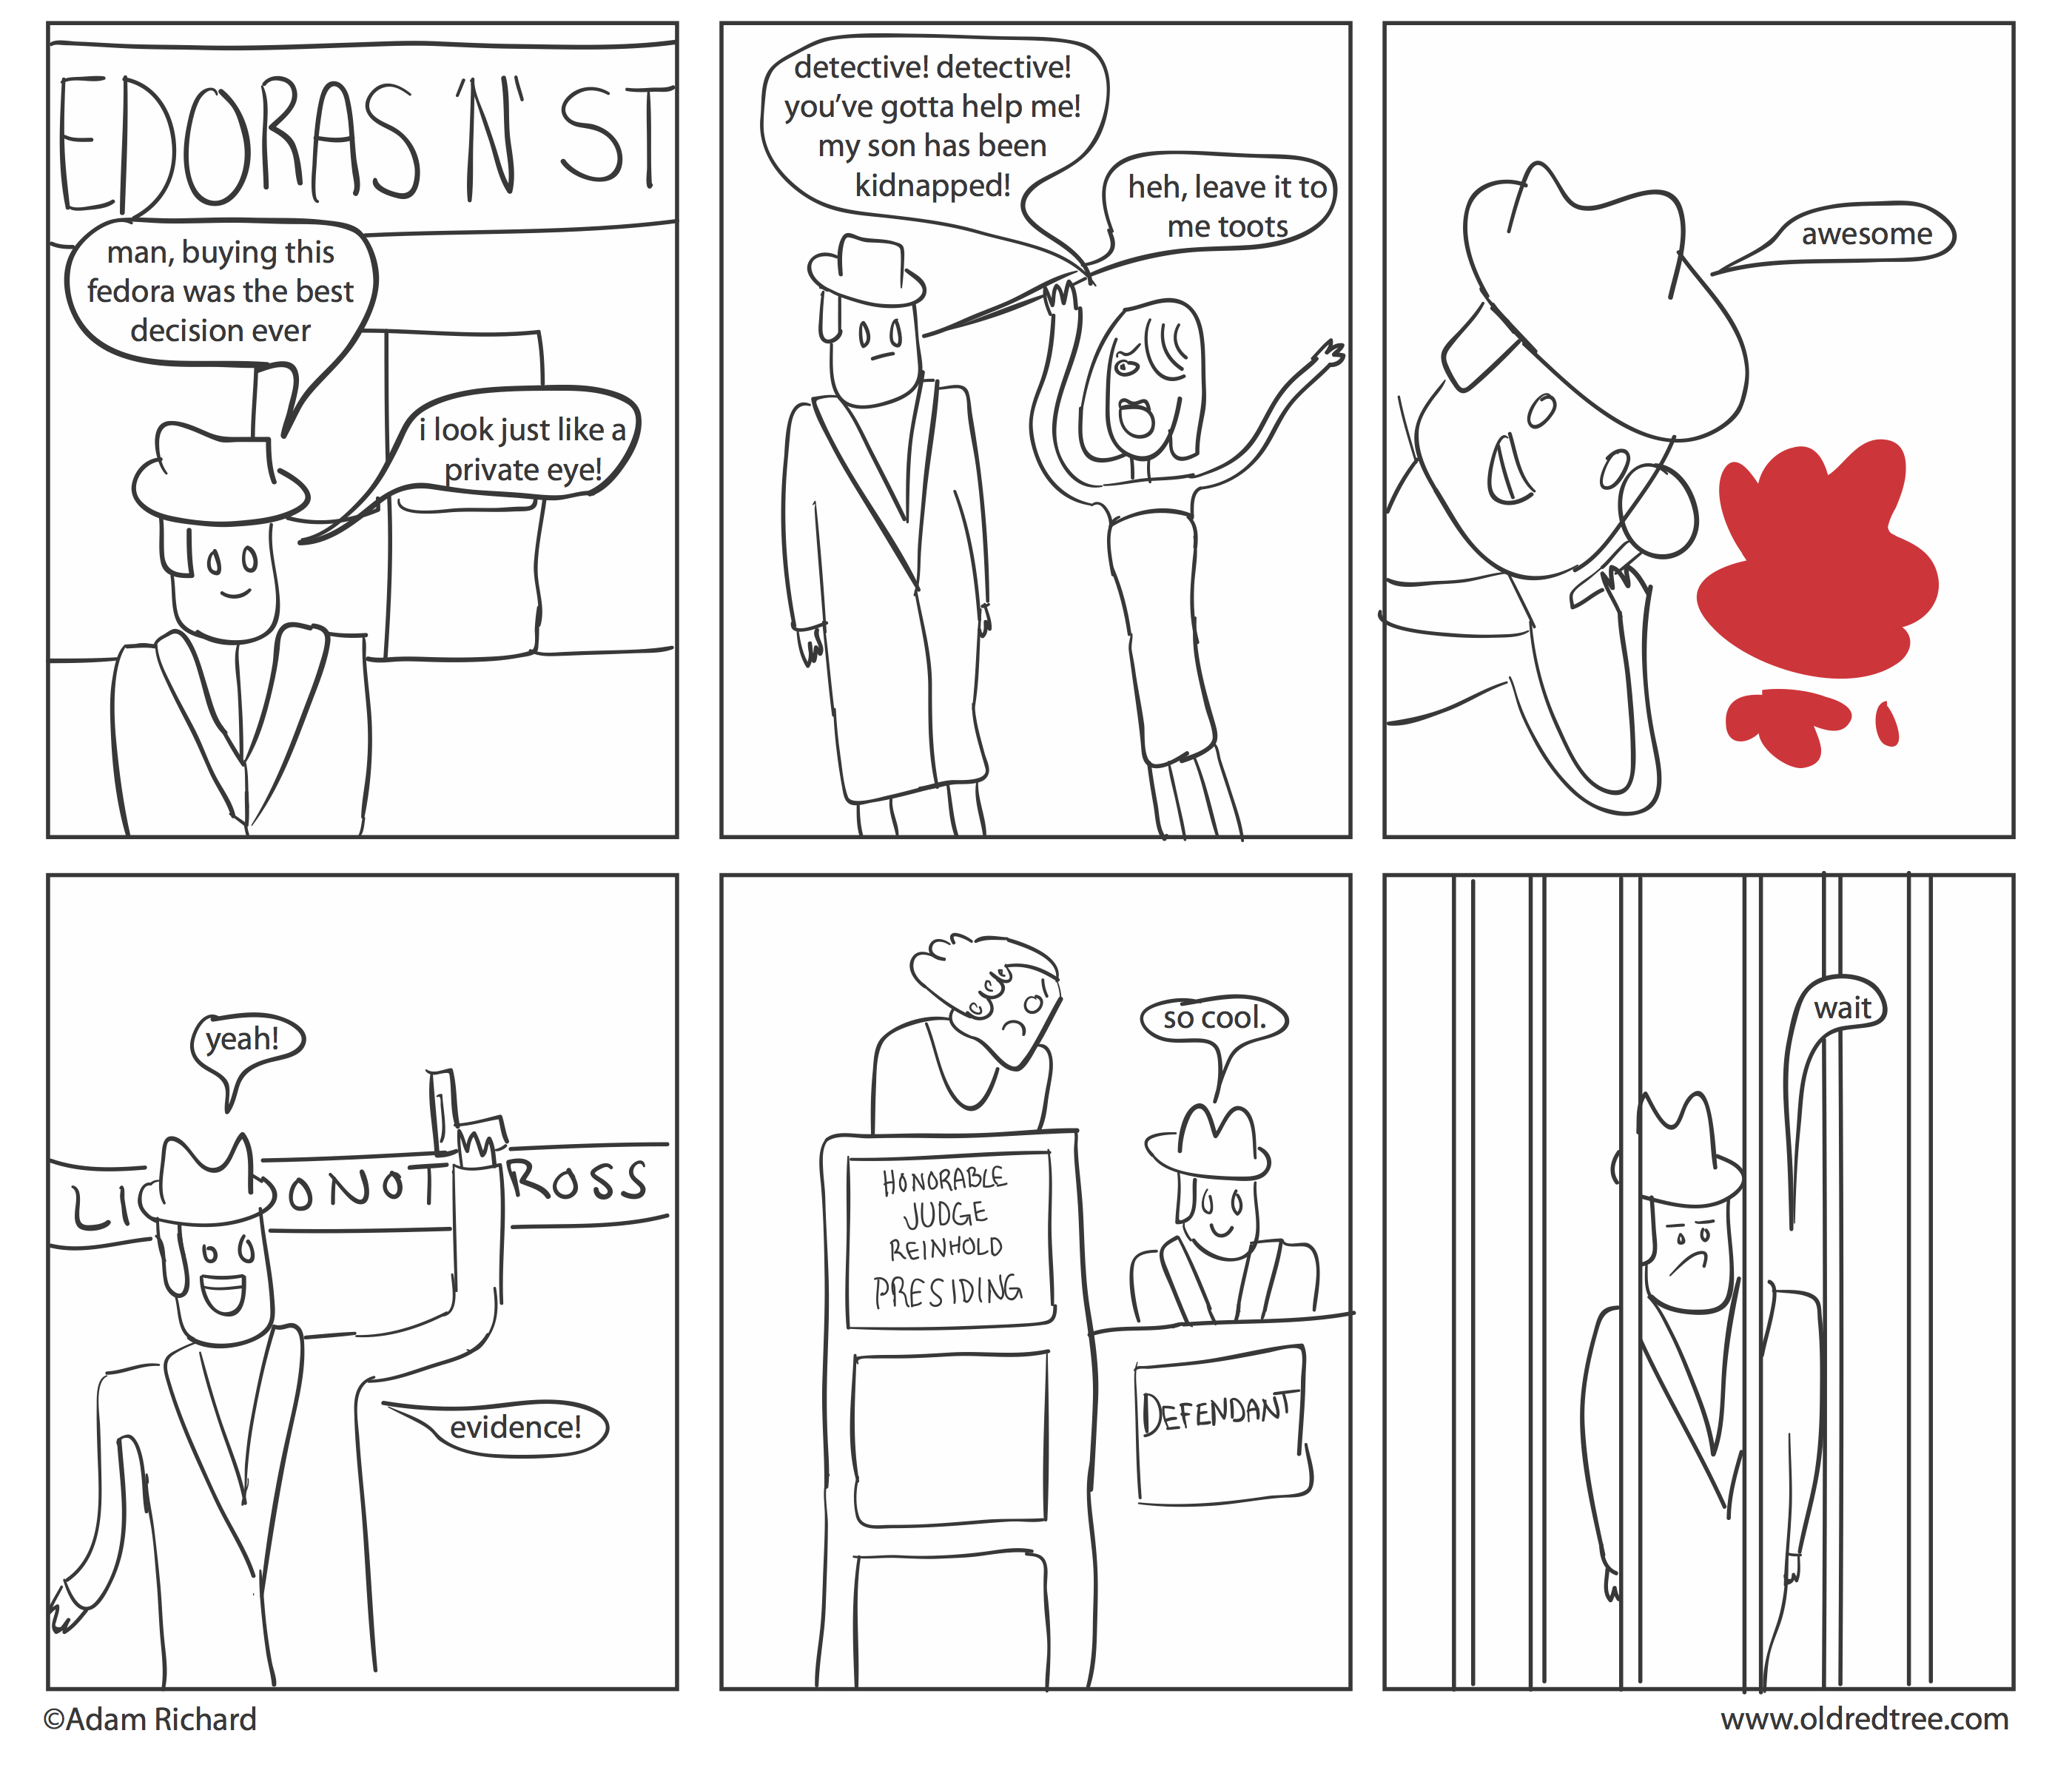 EDORAS 'N' ST
man, buying this
fedora was the best
decision ever
i look just like a
private eye!
detective! detective!
you've gotta help me!
my son has been
kidnapped!
heh, leave it to
me toots
awesome
yeah!
LI ONOT ROSS
evidence!
so cool.
HONORABLE
JUDGE
REINHOLD
PRESIDING
DEFENDANT
wait
©Adam Richard
www.oldredtree.com